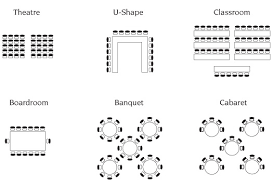 Theatre
U-Shape
Classroom
Boardroom
Banquet
Cabaret